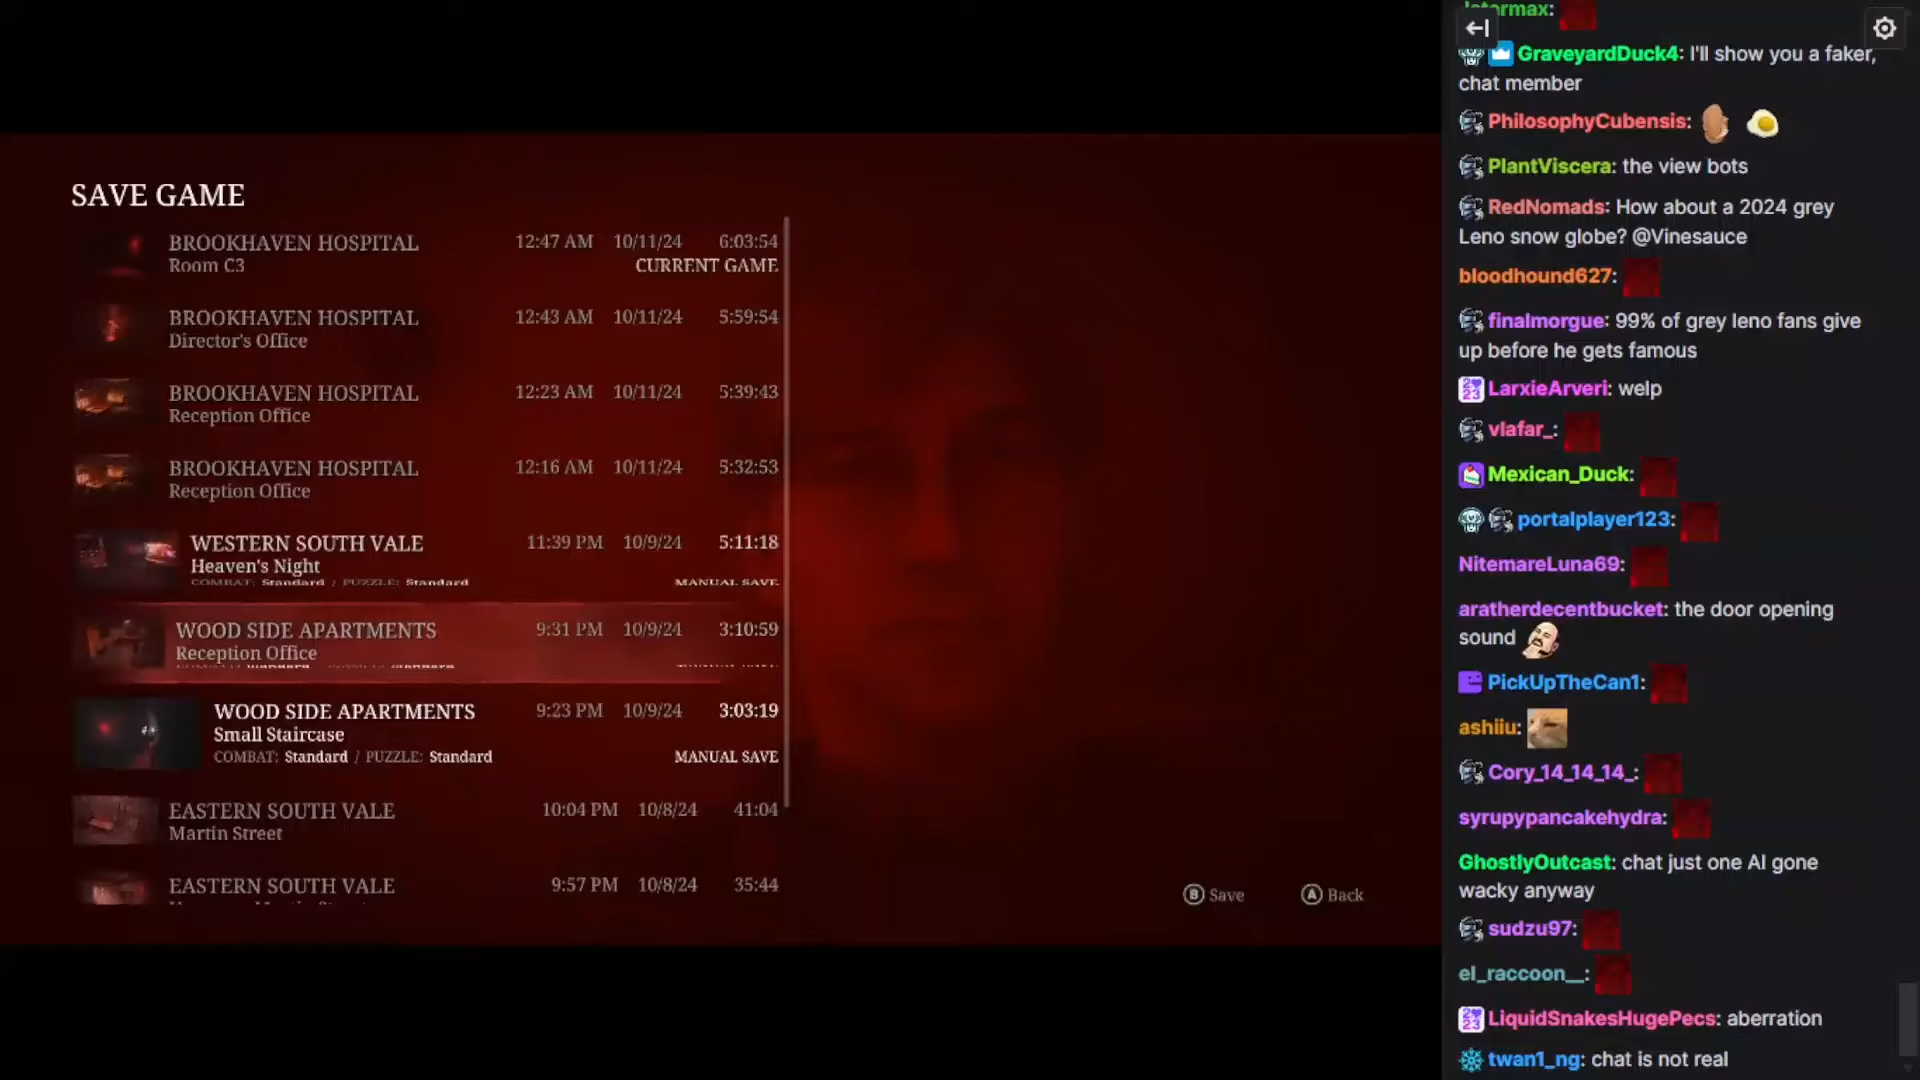 SAVE GAME
BROOKHAVEN HOSPITAL 12:47 AM 10/11/24 6:03:54
Room C3 CURRENT GAME
BROOKHAVEN HOSPITAL 12:43 AM 10/11/24 5:59:54
Director's Office
BROOKHAVEN HOSPITAL 12:23 AM 10/11/24 5:39:43
Reception Office
BROOKHAVEN HOSPITAL 12:16 AM 10/11/24 5:32:53
Reception Office
WESTERN SOUTH VALE 11:39 PM 10/9/24 5:11:18
Heaven's Night
COMBAT: Standard / PUZZLE: Standard MANUAL SAVE
WOOD SIDE APARTMENTS 9:31 PM 10/9/24 3:10:59
Reception Office
WOOD SIDE APARTMENTS 9:23 PM 10/9/24 3:03:19
Small Staircase
COMBAT: Standard / PUZZLE: Standard MANUAL SAVE
EASTERN SOUTH VALE 10:04 PM 10/8/24 41:04
Martin Street
EASTERN SOUTH VALE 9:57 PM 10/8/24 35:44
B Save A Back
GraveyardDuck4: I'll show you a faker,
chat member
PhilosophyCubensis:
PlantViscera: the view bots
RedNomads: How about a 2024 grey
Leno snow globe? @Vinesauce
bloodhound627:
finalmorgue: 99% of grey leno fans give
up before he gets famous
LarxieArveri: welp
vlafar_:
Mexican_Duck:
portalplayer123:
NitemareLuna69:
aratherdecentbucket: the door opening
sound
PickUpTheCan1:
ashiiu:
Cory_14_14_14_:
syrupypancakehydra:
GhostlyOutcast: chat just one AI gone
wacky anyway
sudzu97:
el_raccoon__:
LiquidSnakesHugePecs: aberration
twan1_ng: chat is not real